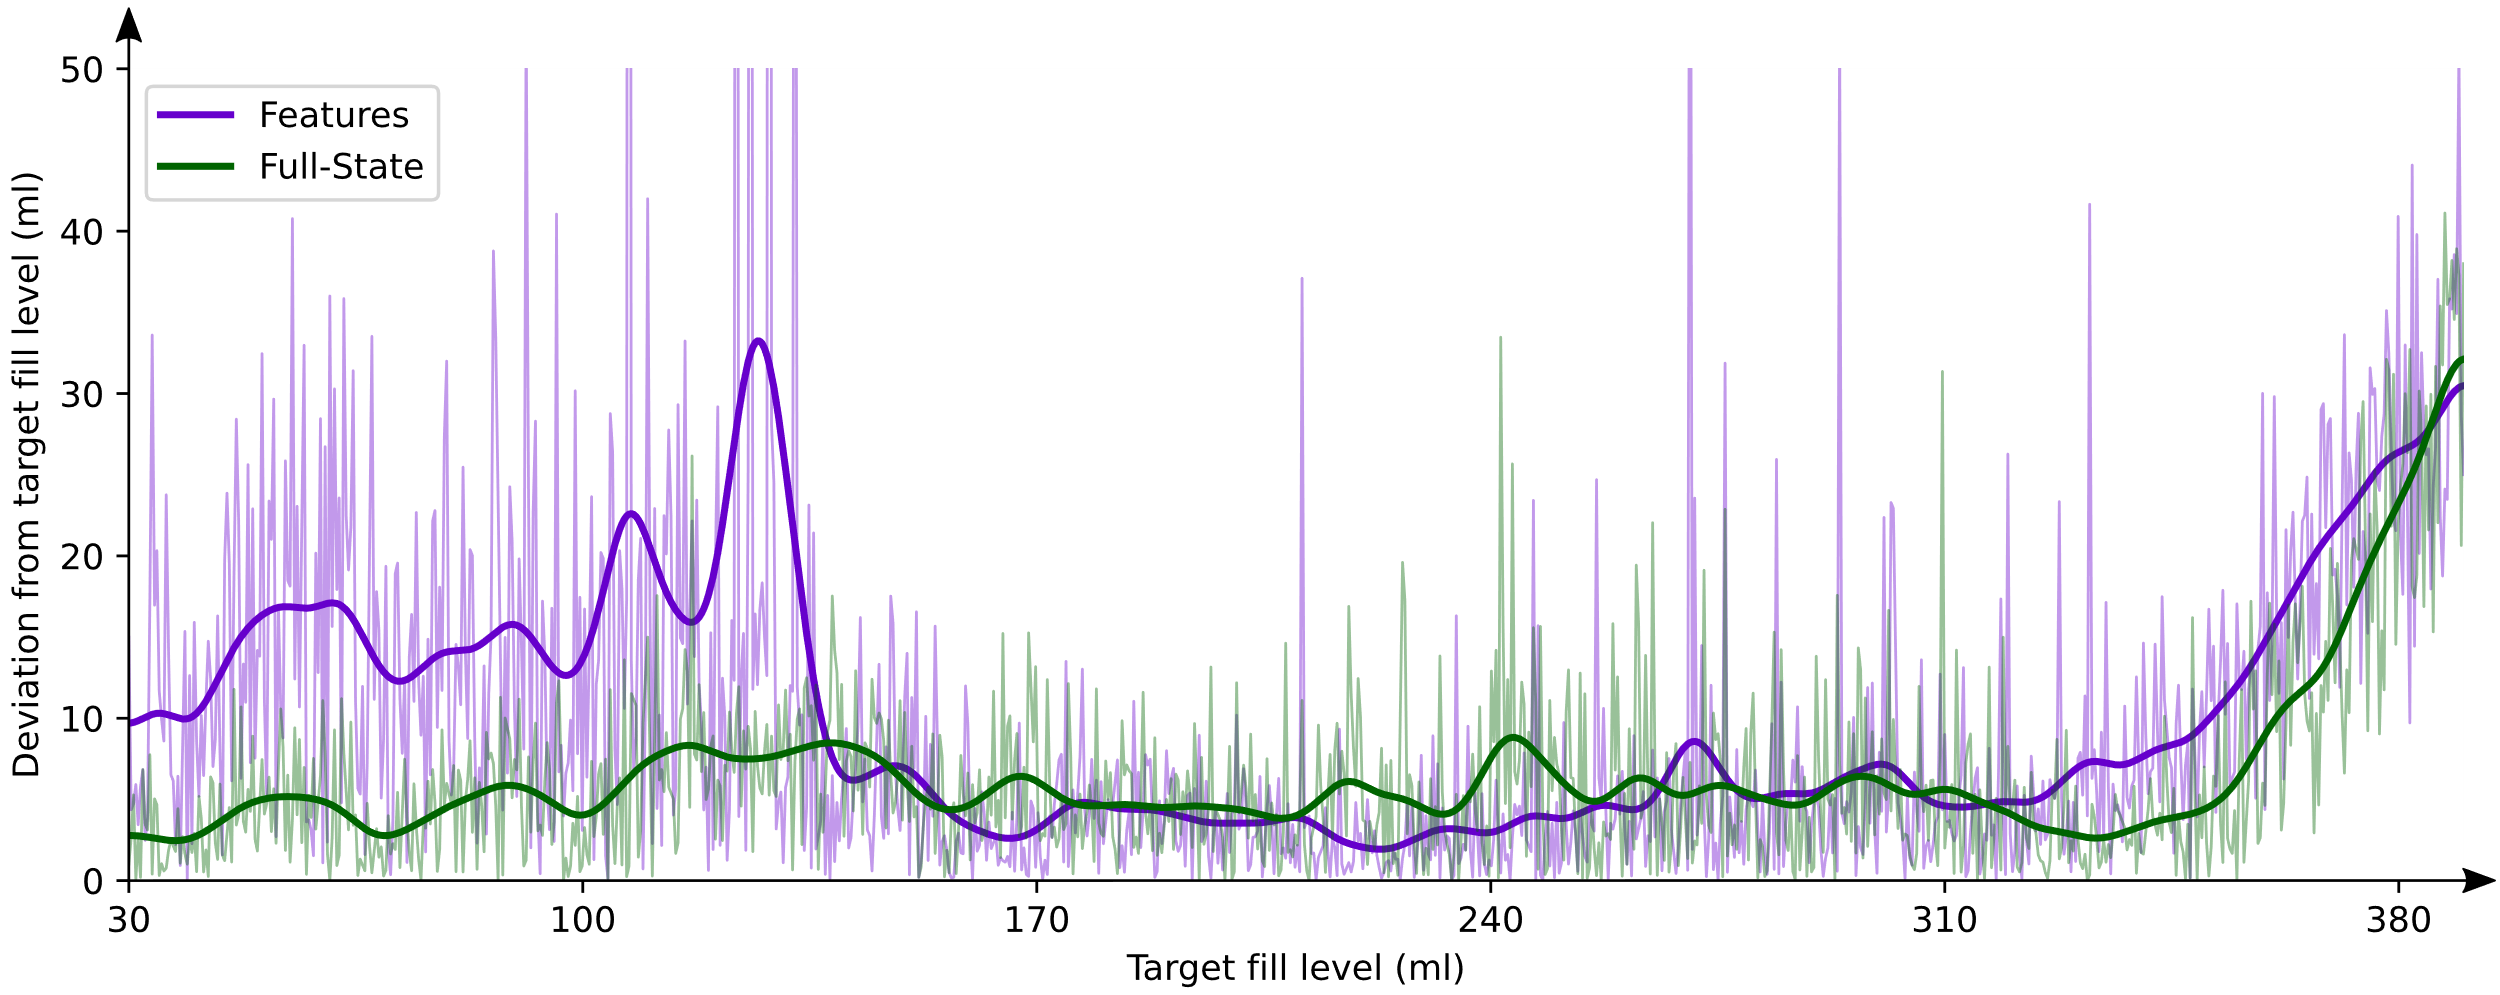 50
40
30
20
10
0
Deviation from target fill level (ml)
Features
Full-State
30 100 170 240 310 380
Target fill level (ml)